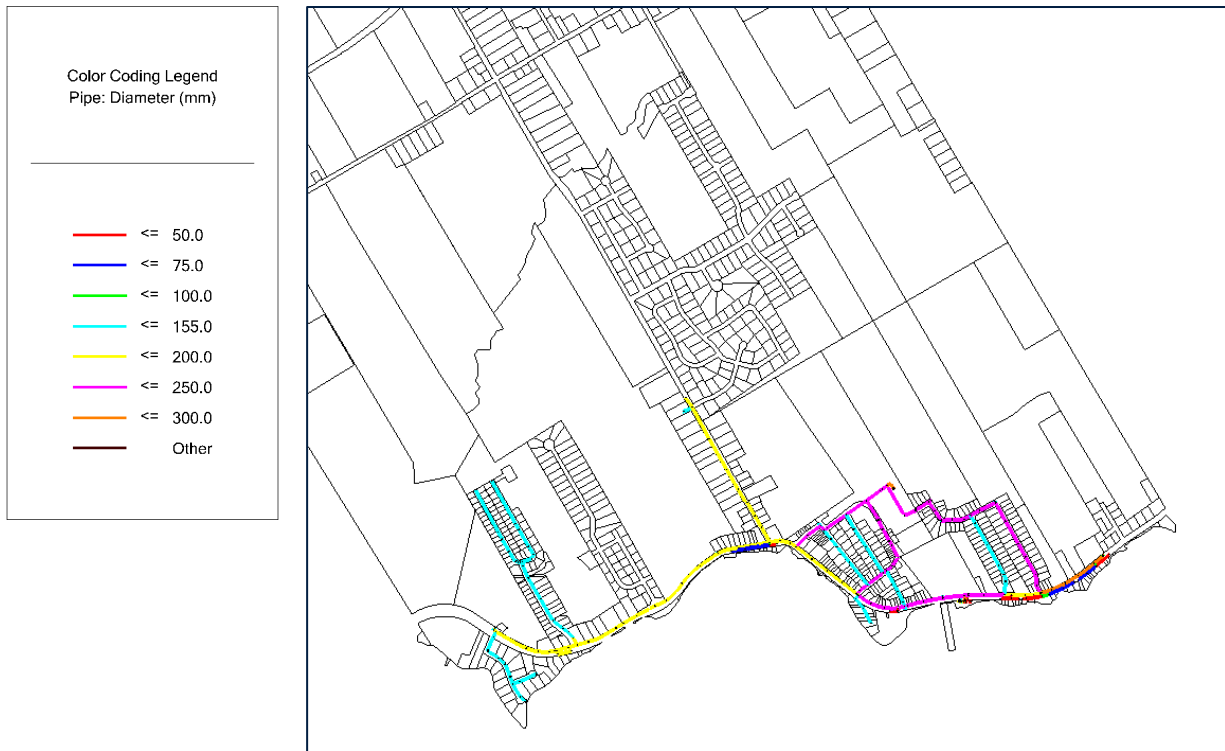 Color Coding Legend
Pipe: Diameter (mm)
<= 50.0
<= 75.0
<= 100.0
<= 155.0
<= 200.0
<= 250.0
<= 300.0
Other